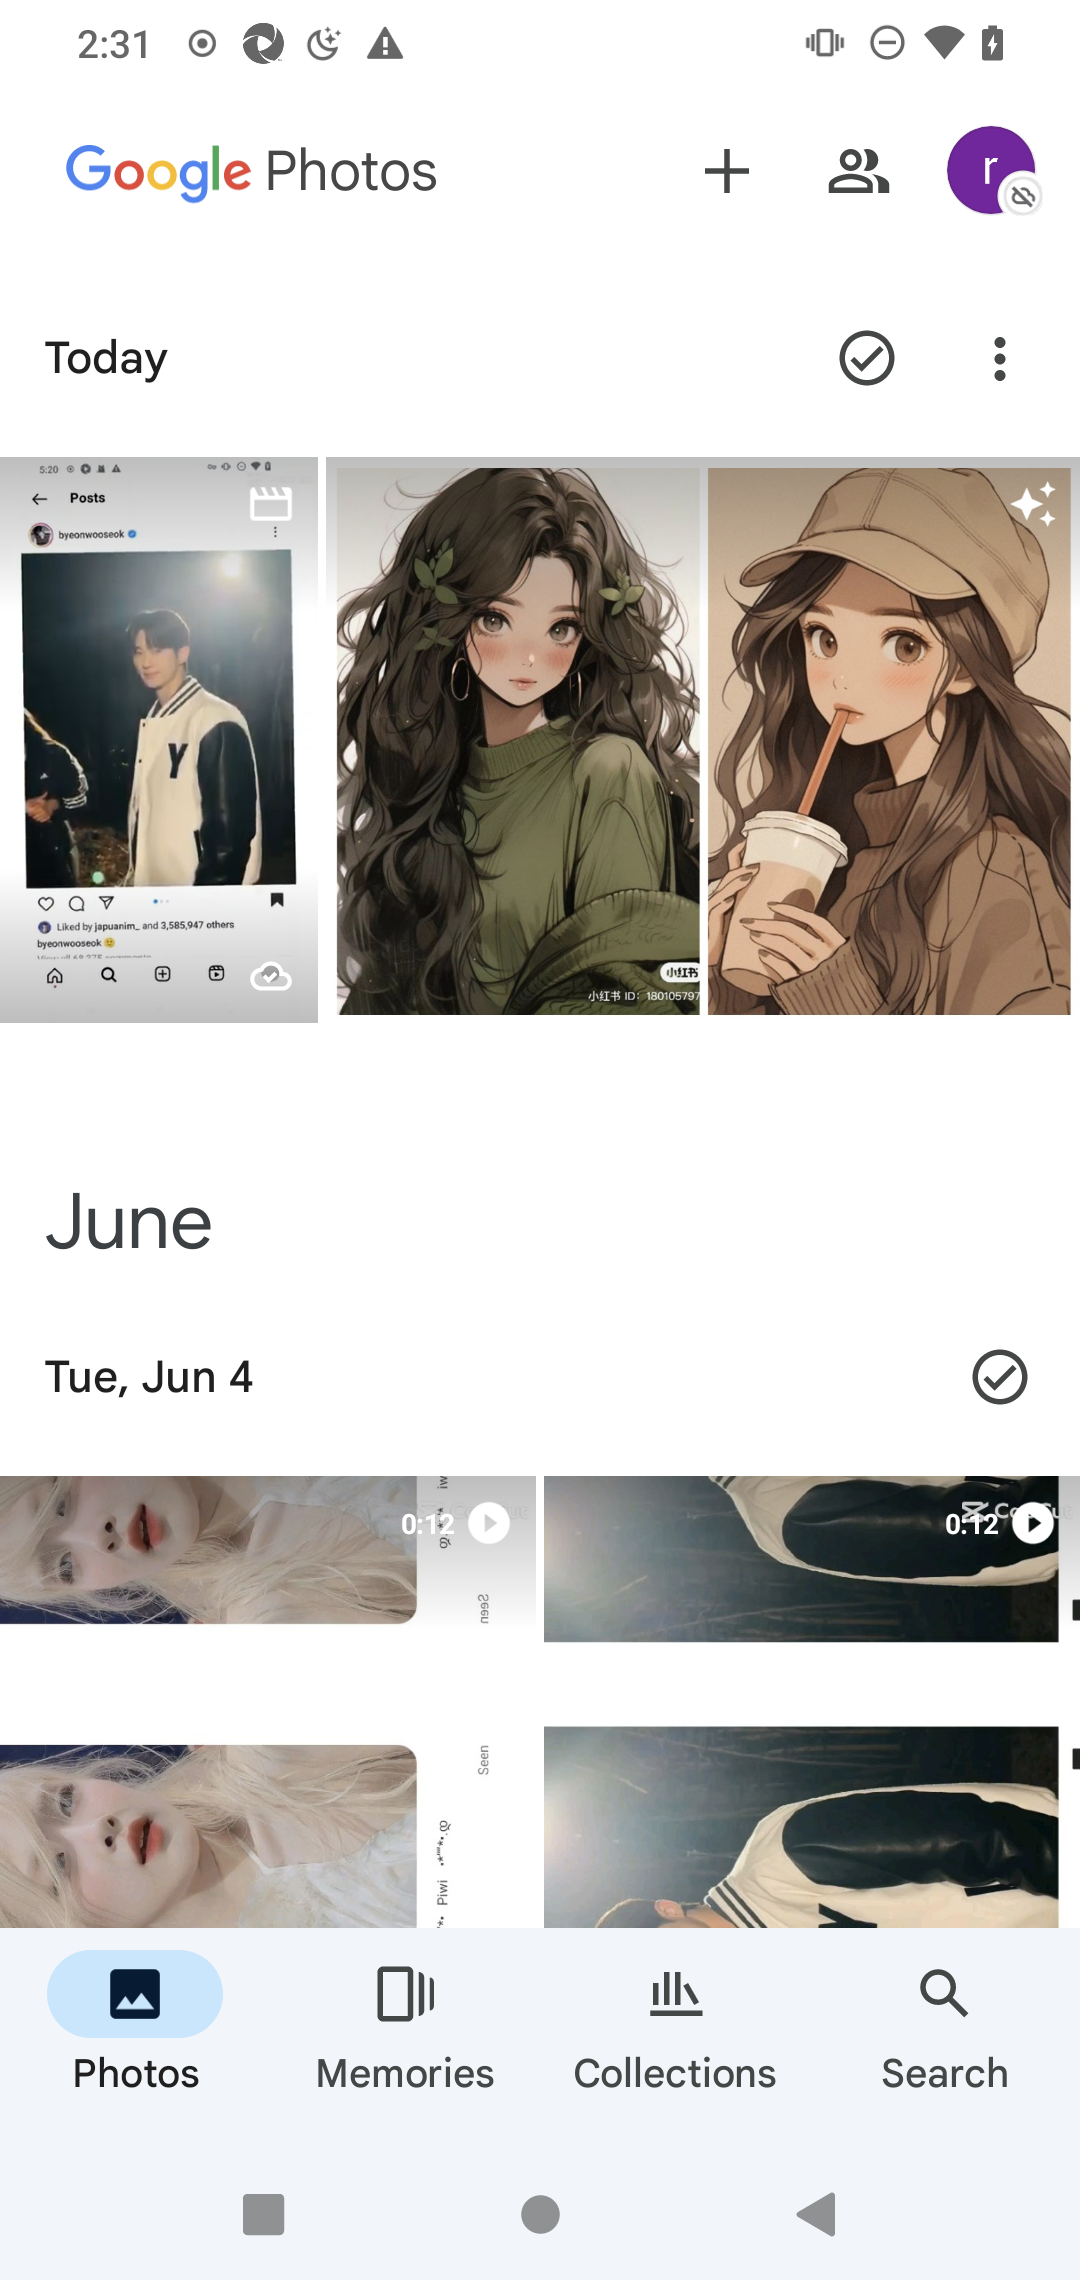 2:31
Google Photos
r
Today
5:20
Posts
byeonwooseok
Y
Liked by japuanim_ and 3,585,947 others
byeonwooseok 🙂
小红书
小红书 ID: 180105797
June
Tue, Jun 4
0:12
0:12
Seen
Seen
Piwi
Photos
Memories
Collections
Search